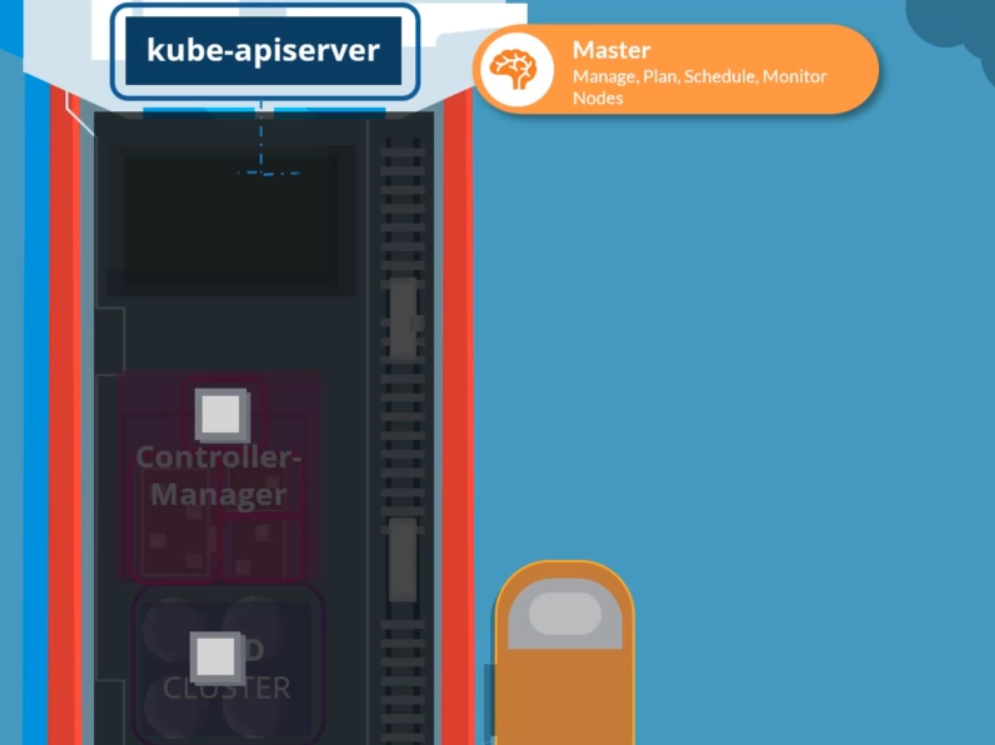 kube-apiserver
Master
Manage, Plan, Schedule, Monitor
Nodes
Controller-
Manager
CLUSTER